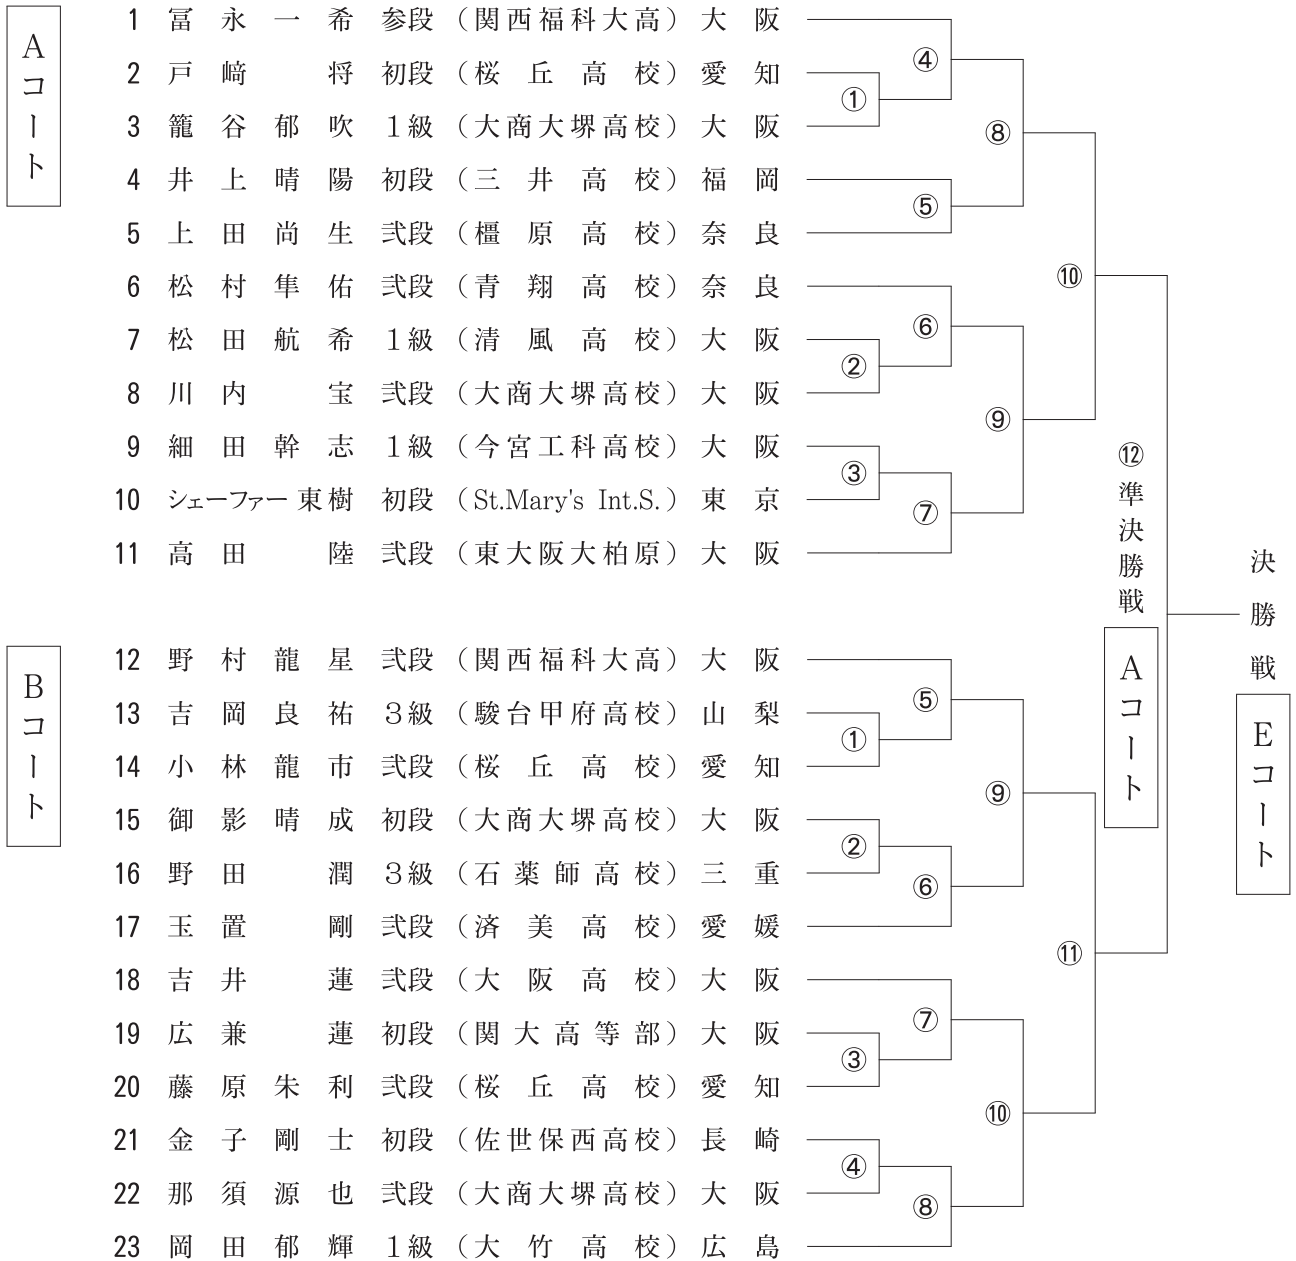 Aコート
1 冨永一希 参段 (関西福科大高) 大阪
2 戸﨑将 初段 (桜丘高校) 愛知
3 籠谷郁吹 1級 (大商大堺高校) 大阪
4 井上晴陽 初段 (三井高校) 福岡
5 上田尚生 弐段 (橿原高校) 奈良
6 松村隼佑 弐段 (青翔高校) 奈良
7 松田航希 1級 (清風高校) 大阪
8 川内宝 弐段 (大商大堺高校) 大阪
9 細田幹志 1級 (今宮工科高校) 大阪
10 シェーファー東樹 初段 (St.Mary's Int.S.) 東京
11 高田陸 弐段 (東大阪大柏原) 大阪
① ② ③ ④ ⑤ ⑥ ⑦ ⑧ ⑨ ⑩
Bコート
12 野村龍星 弐段 (関西福科大高) 大阪
13 吉岡良祐 3級 (駿台甲府高校) 山梨
14 小林龍市 弐段 (桜丘高校) 愛知
15 御影晴成 初段 (大商大堺高校) 大阪
16 野田潤 3級 (石薬師高校) 三重
17 玉置剛 弐段 (済美高校) 愛媛
18 吉井蓮 弐段 (大阪高校) 大阪
19 広兼蓮 初段 (関大高等部) 大阪
20 藤原朱利 弐段 (桜丘高校) 愛知
21 金子剛士 初段 (佐世保西高校) 長崎
22 那須源也 弐段 (大商大堺高校) 大阪
23 岡田郁輝 1級 (大竹高校) 広島
① ② ③ ④ ⑤ ⑥ ⑦ ⑧ ⑨ ⑩ ⑪
⑫準決勝戦
Aコート
決勝戦
Eコート